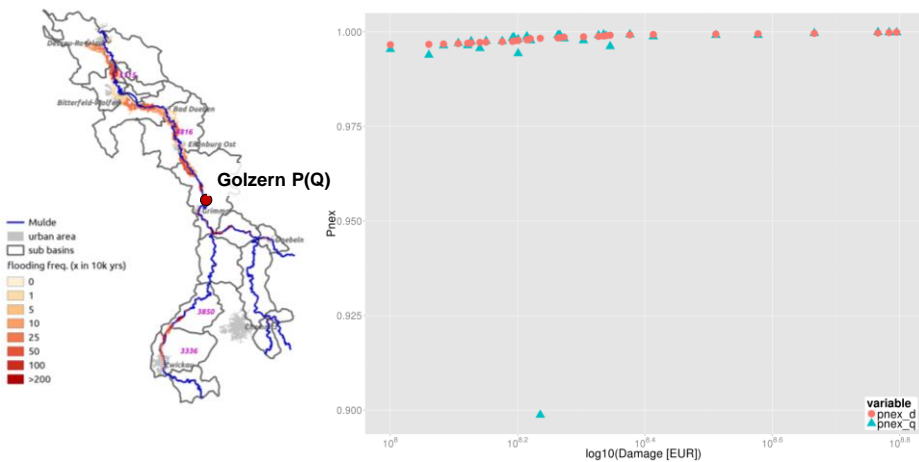 Dessau-Rosslau
1115
Bitterfeld-Wolfen
Bad Dueben
4816
Eilenburg Ost
Golzern P(Q)
Grimma
Doebeln
Mulde
urban area
sub basins
flooding freq. (x in 10k yrs)
0
1
5
10
25
50
100
>200
3850
Chemnitz
3336
Zwickau
1.000
0.975
0.950
0.925
0.900
Pnex
10^8
10^8.2
10^8.4
10^8.6
10^8.8
log10(Damage [EUR])
variable
pnex_d
pnex_q